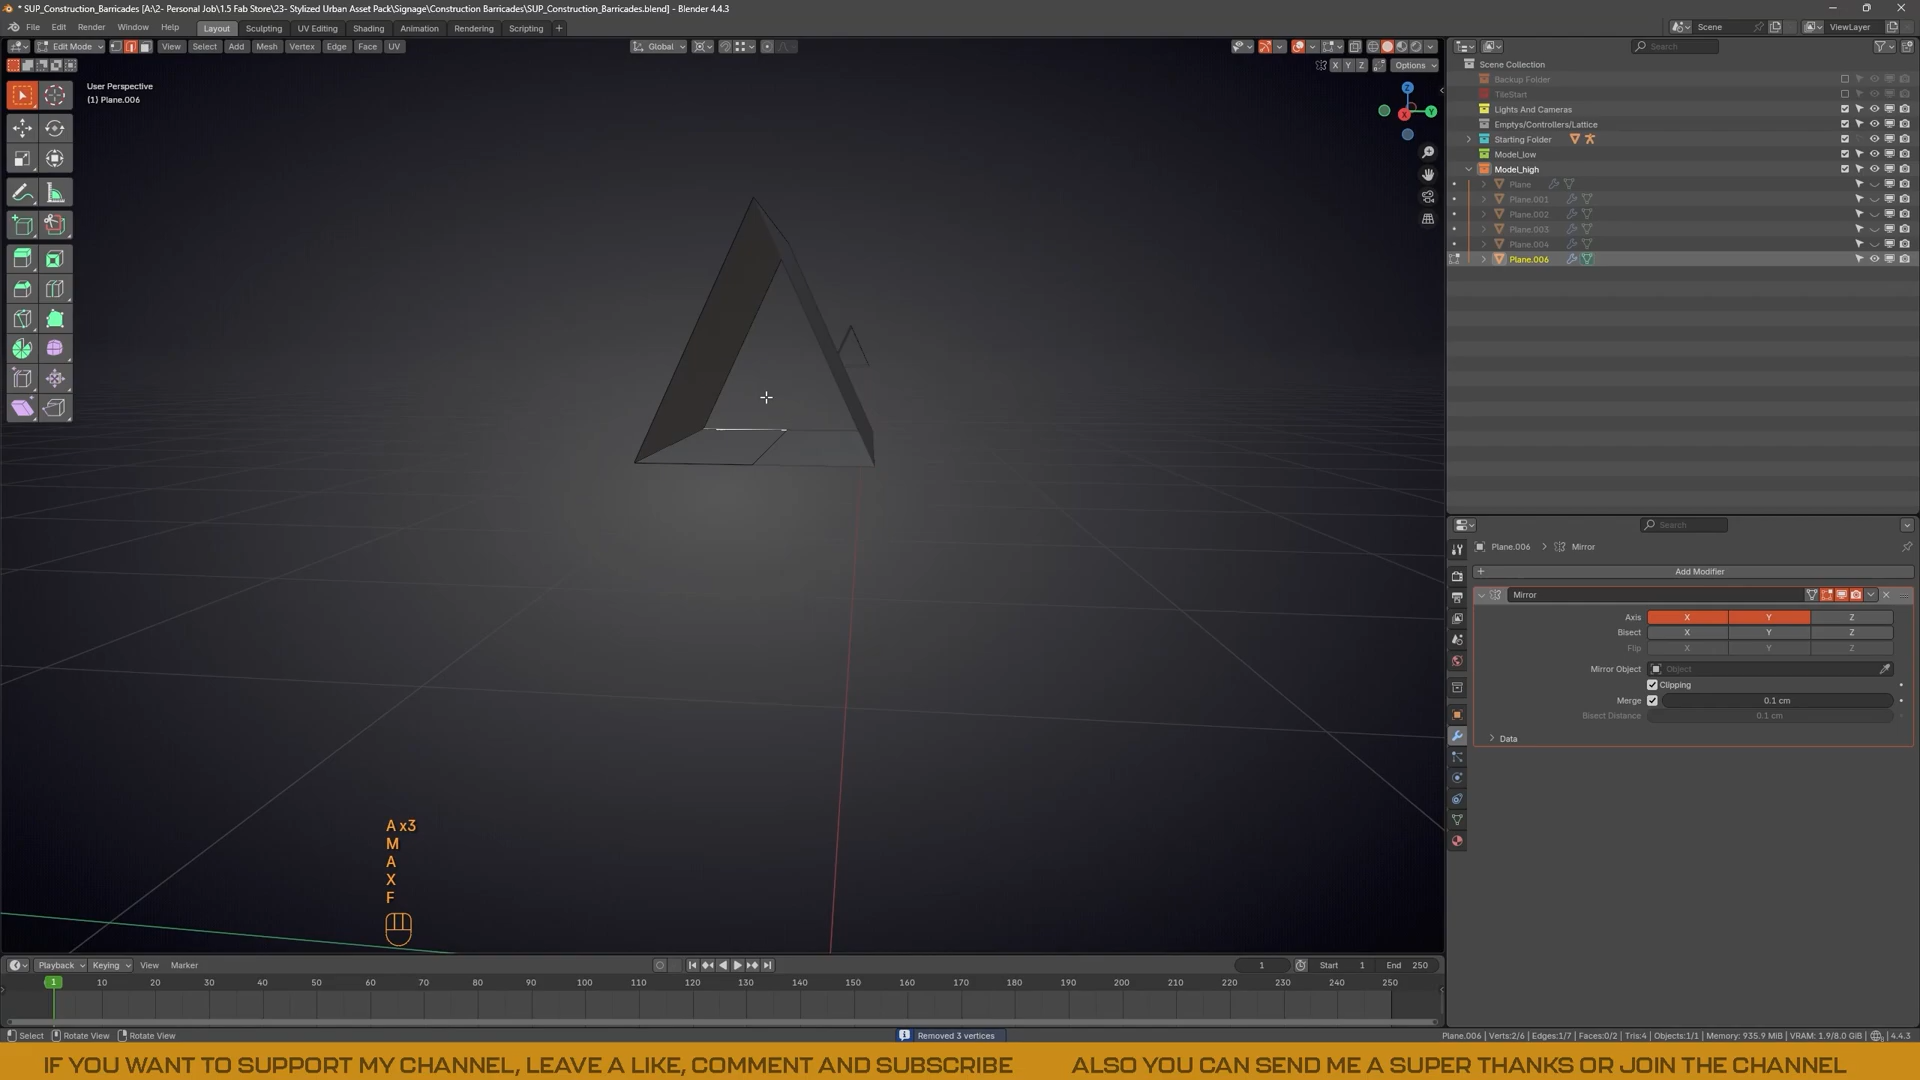 * SUP_Construction_Barricades [A:\2- Personal Job\1.5 Fab Store\23- Stylized Urban Asset Pack\Signage\Construction Barricades\SUP_Construction_Barricades.blend] - Blender 4.4.3
File Edit Render Window Help Layout Sculpting UV Editing Shading Animation Rendering Scripting + Scene ViewLayer
Edit Mode View Select Add Mesh Vertex Edge Face UV Global Search
X Y Z Options
User Perspective
(1) Plane.006
Z
Y
X
Scene Collection
Backup Folder
TileStart
Lights And Cameras
Emptys/Controllers/Lattice
Starting Folder
Model_low
Model_high
Plane
Plane.001
Plane.002
Plane.003
Plane.004
Plane.006
Search
Plane.006 > Mirror
+ Add Modifier
Mirror
Axis X Y Z
Bisect X Y Z
Flip X Y Z
Mirror Object Object
Clipping
Merge 0.1 cm
Bisect Distance 0.1 cm
Data
A x3
M
A
X
F
Playback Keying View Marker 1 Start 1 End 250
1 10 20 30 40 50 60 70 80 90 100 110 120 130 140 150 160 170 180 190 200 210 220 230 240 250
Select Rotate View Rotate View Removed 3 vertices Plane.006 | Verts:2/6 | Edges:1/7 | Faces:0/2 | Tris:4 | Objects:1/1 | Memory: 935.9 MiB | VRAM: 1.9/8.0 GiB 4.4.3
IF YOU WANT TO SUPPORT MY CHANNEL, LEAVE A LIKE, COMMENT AND SUBSCRIBE ALSO YOU CAN SEND ME A SUPER THANKS OR JOIN THE CHANNEL